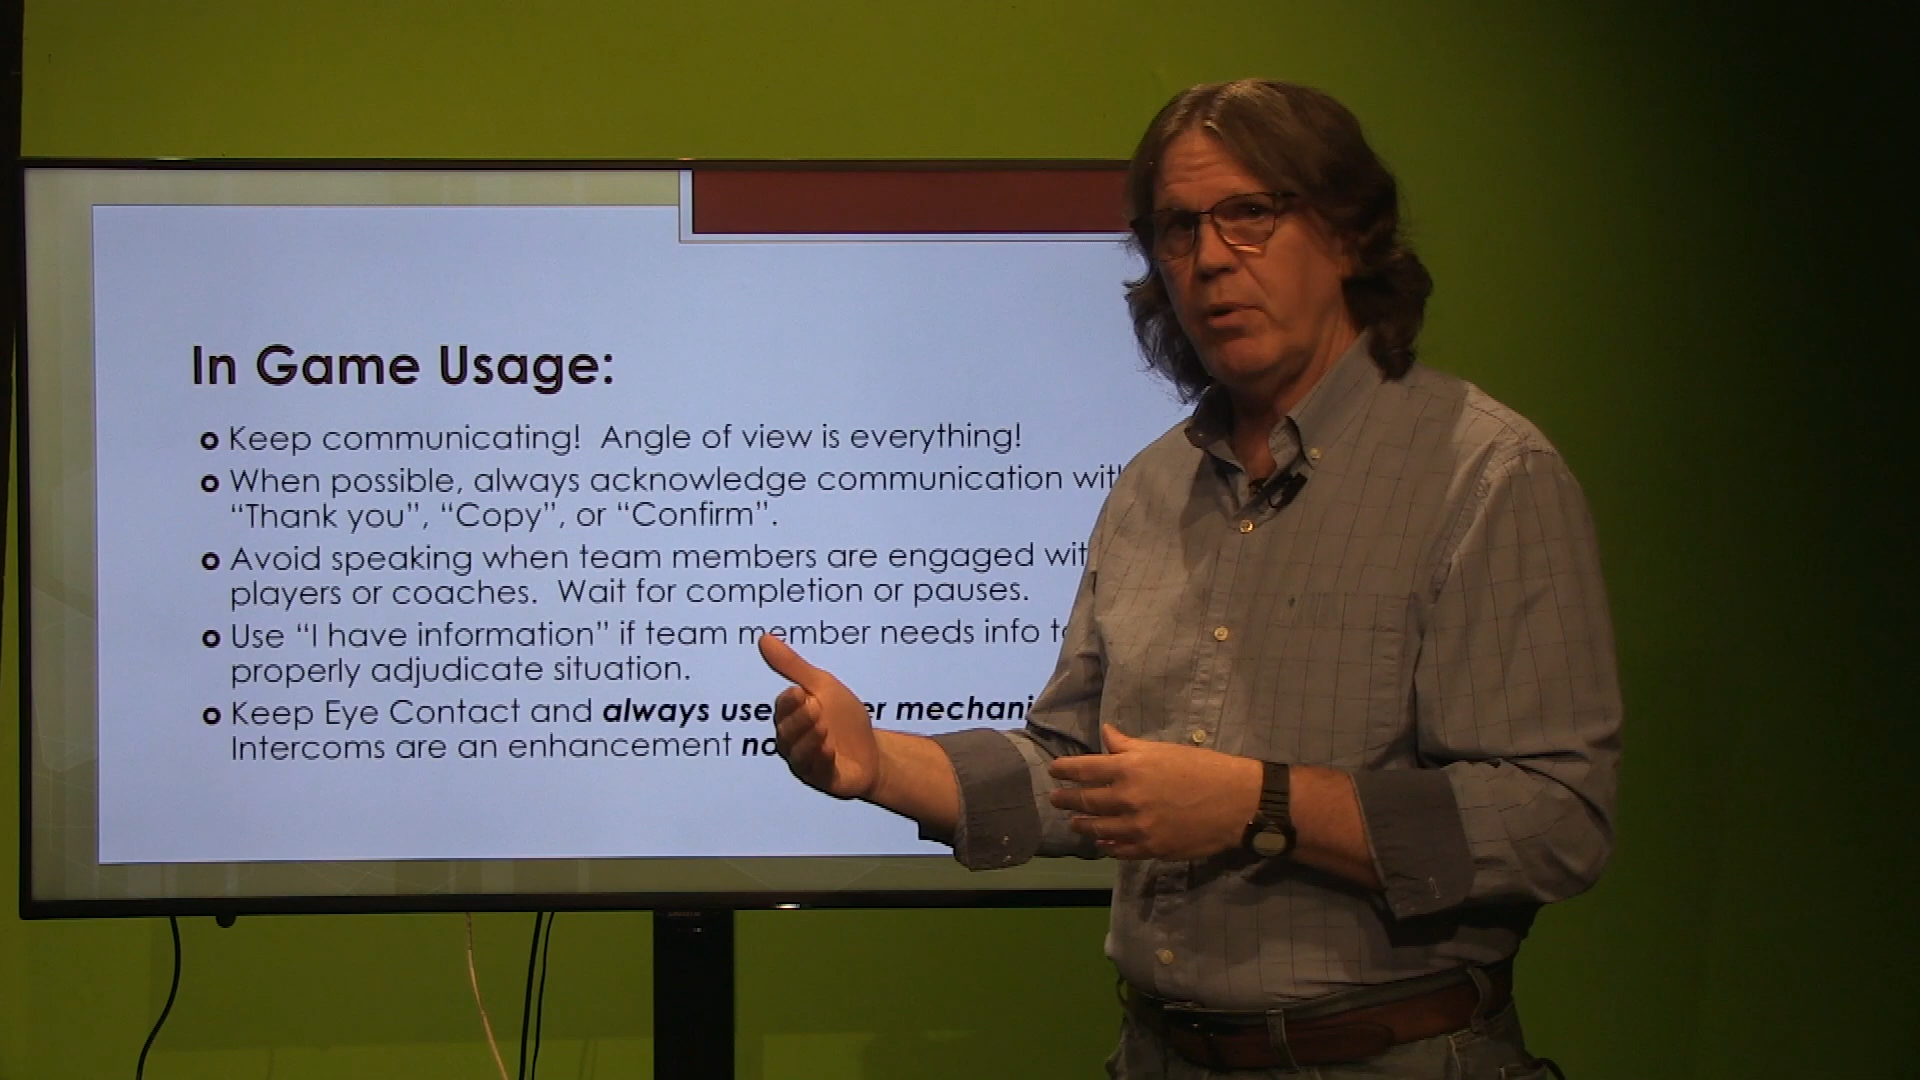 In Game Usage:
Keep communicating! Angle of view is everything!
When possible, always acknowledge communication
“Thank you”, “Copy”, or “Confirm”.
Avoid speaking when team members are engaged
players or coaches. Wait for completion or pauses.
Use “I have information” if team member needs info
properly adjudicate situation.
Keep Eye Contact and always use
Intercoms are an enhancement